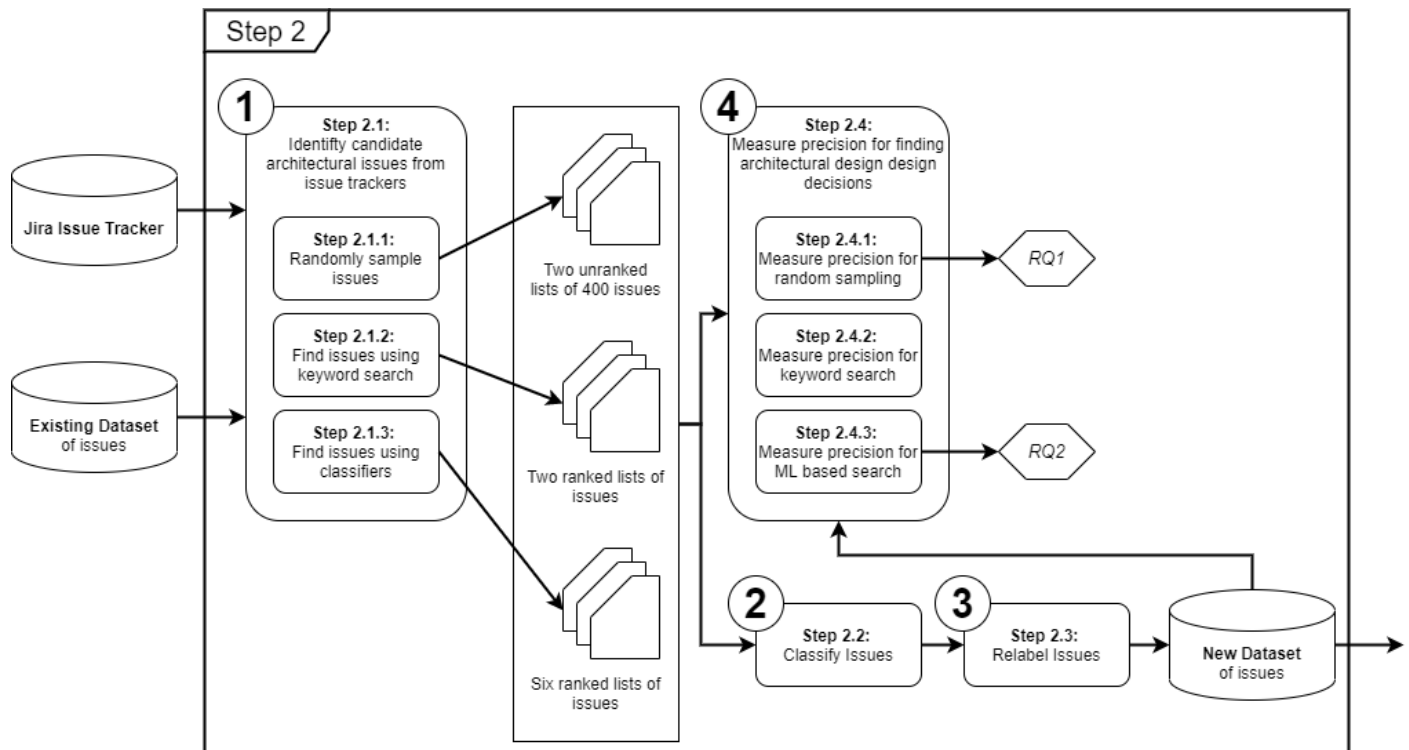 Step 2
1
Step 2.1:
Identifty candidate
architectural issues from
issue trackers
Jira Issue Tracker
Existing Dataset
of issues
Step 2.1.1:
Randomly sample
issues
Step 2.1.2:
Find issues using
keyword search
Step 2.1.3:
Find issues using
classifiers
Two unranked
lists of 400 issues
Two ranked lists of
issues
Six ranked lists of
issues
4
Step 2.4:
Measure precision for finding
architectural design design
decisions
Step 2.4.1:
Measure precision for
random sampling
Step 2.4.2:
Measure precision for
keyword search
Step 2.4.3:
Measure precision for
ML based search
RQ1
RQ2
2
Step 2.2:
Classify Issues
3
Step 2.3:
Relabel Issues
New Dataset
of issues